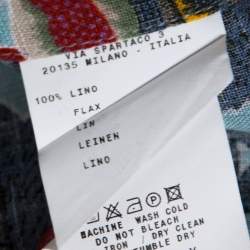 VIA SPARTACO 3
20135 MILANO - ITALIA
100% LINO
FLAX
LIN
LEINEN
LINO
MACHINE WASH COLD
DO NOT BLEACH
IRON DRY CLEAN
TUMBLE DRY